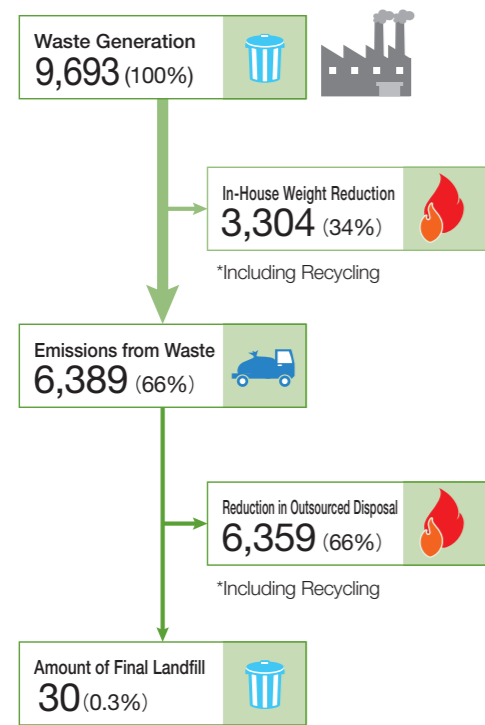 Waste Generation
9,693 (100%)
In-House Weight Reduction
3,304 (34%)
*Including Recycling
Emissions from Waste
6,389 (66%)
Reduction in Outsourced Disposal
6,359 (66%)
*Including Recycling
Amount of Final Landfill
30(0.3%)